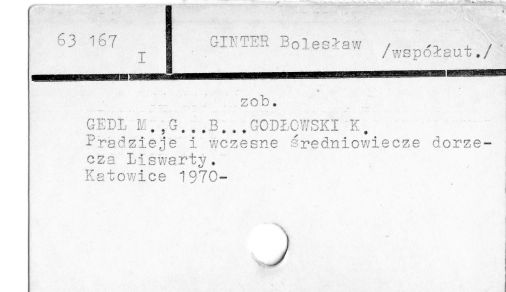 63 167
I
GINTER Bolesław /współaut./
zob.
GEDL M.,G...B...GODŁOWSKI K.
Pradzieje i wczesne średniowiecze dorze-
cza Liswarty.
Katowice 1970-